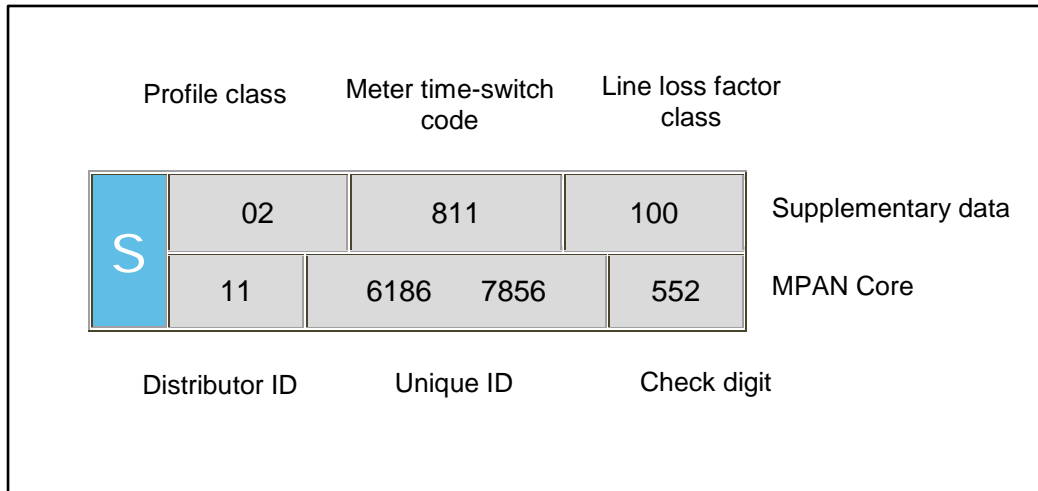 Profile class
Meter time-switch
code
Line loss factor
class
S
02 811 100
Supplementary data
11 6186 7856 552
MPAN Core
Distributor ID
Unique ID
Check digit